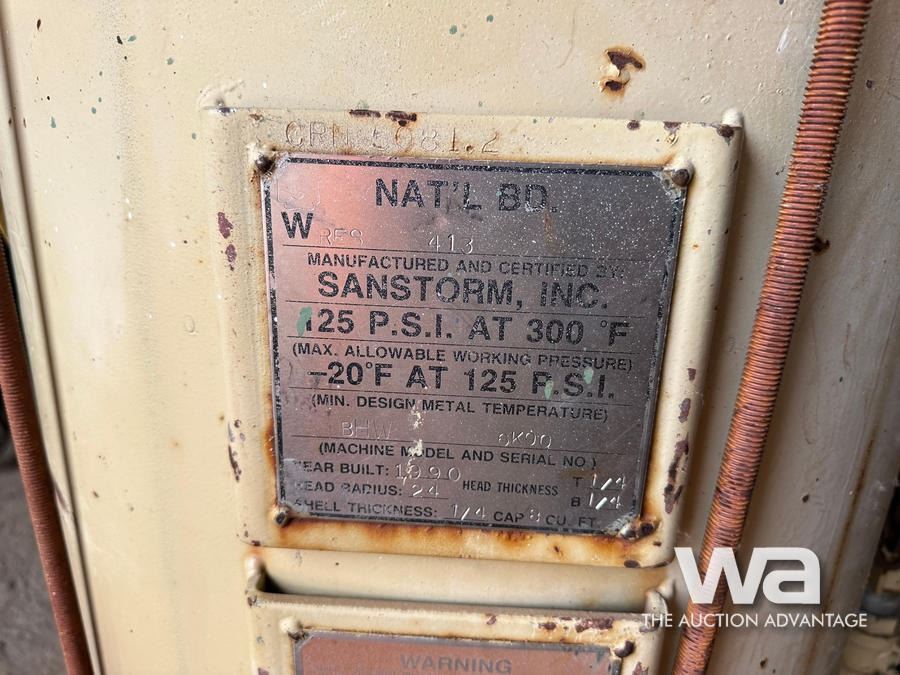 NAT'L BD.
W RES 413
MANUFACTURED AND CERTIFIED BY:
SANSTORM, INC.
125 P.S.I. AT 300 °F
(MAX. ALLOWABLE WORKING PRESSURE)
-20°F AT 125 P.S.I.
(MIN. DESIGN METAL TEMPERATURE)
BHW
(MACHINE MODEL AND SERIAL NO.)
YEAR BUILT: 1990
HEAD RADIUS: 24 HEAD THICKNESS T 1/4 B 1/4
SHELL THICKNESS: 1/4 CAP 8 CU. FT.
WARNING
wa
THE AUCTION ADVANTAGE